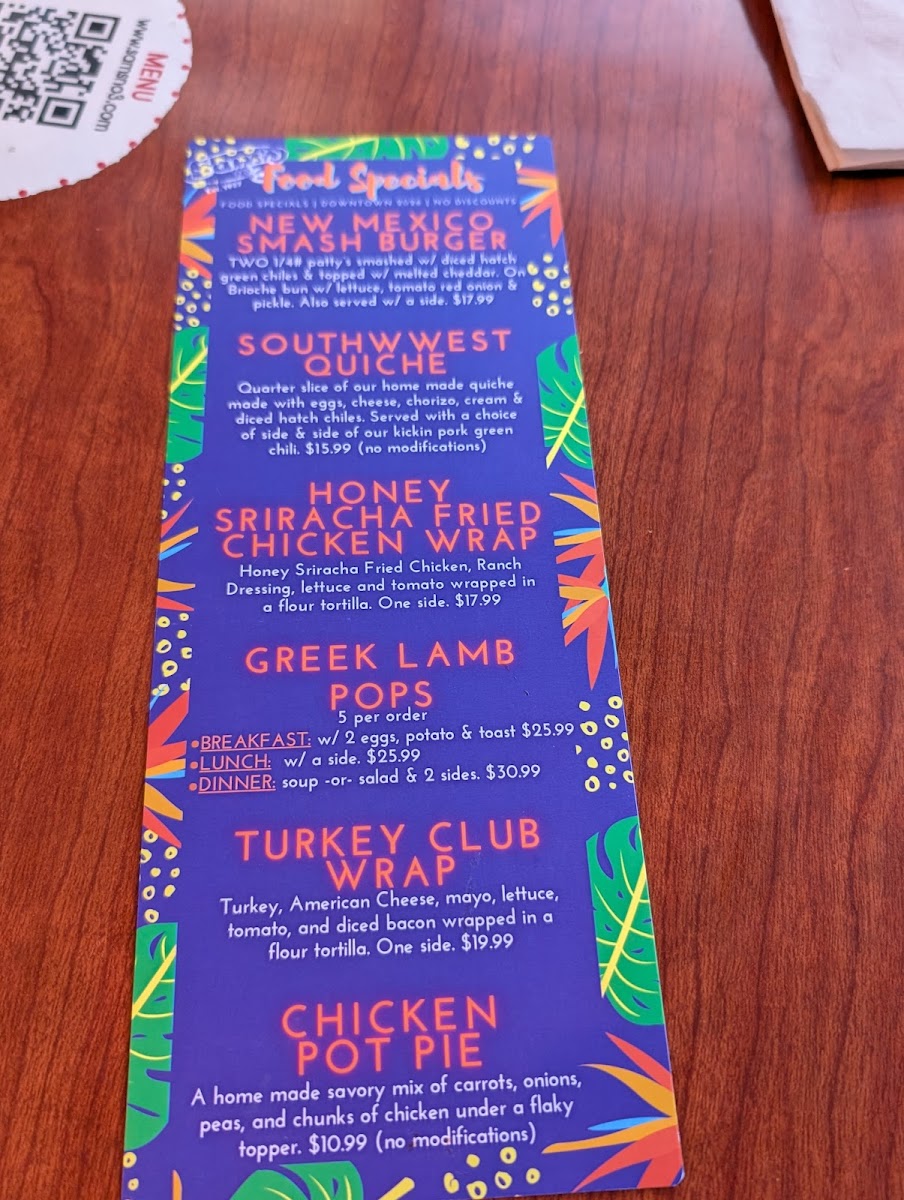 MENU
www.samsno3.com
Food Specials
FOOD SPECIALS | DOWNTOWN | NO DISCOUNTS
NEW MEXICO
SMASH BURGER
TWO 1/4# patty's smashed w/ diced hatch
green chiles & topped w/ melted cheddar. On
Brioche bun w/ lettuce, tomato red onion &
pickle. Also served w/ a side. $17.99
SOUTHWWEST
QUICHE
Quarter slice of our home made quiche
made with eggs, cheese, chorizo, cream &
diced hatch chiles. Served with a choice
of side & side of our kickin pork green
chili. $15.99 (no modifications)
HONEY
SRIRACHA FRIED
CHICKEN WRAP
Honey Sriracha Fried Chicken, Ranch
Dressing, lettuce and tomato wrapped in
a flour tortilla. One side. $17.99
GREEK LAMB
POPS
5 per order
•BREAKFAST: w/ 2 eggs, potato & toast $25.99
•LUNCH: w/ a side. $25.99
•DINNER: soup -or- salad & 2 sides. $30.99
TURKEY CLUB
WRAP
Turkey, American Cheese, mayo, lettuce,
tomato, and diced bacon wrapped in a
flour tortilla. One side. $19.99
CHICKEN
POT PIE
A home made savory mix of carrots, onions,
peas, and chunks of chicken under a flaky
topper. $10.99 (no modifications)